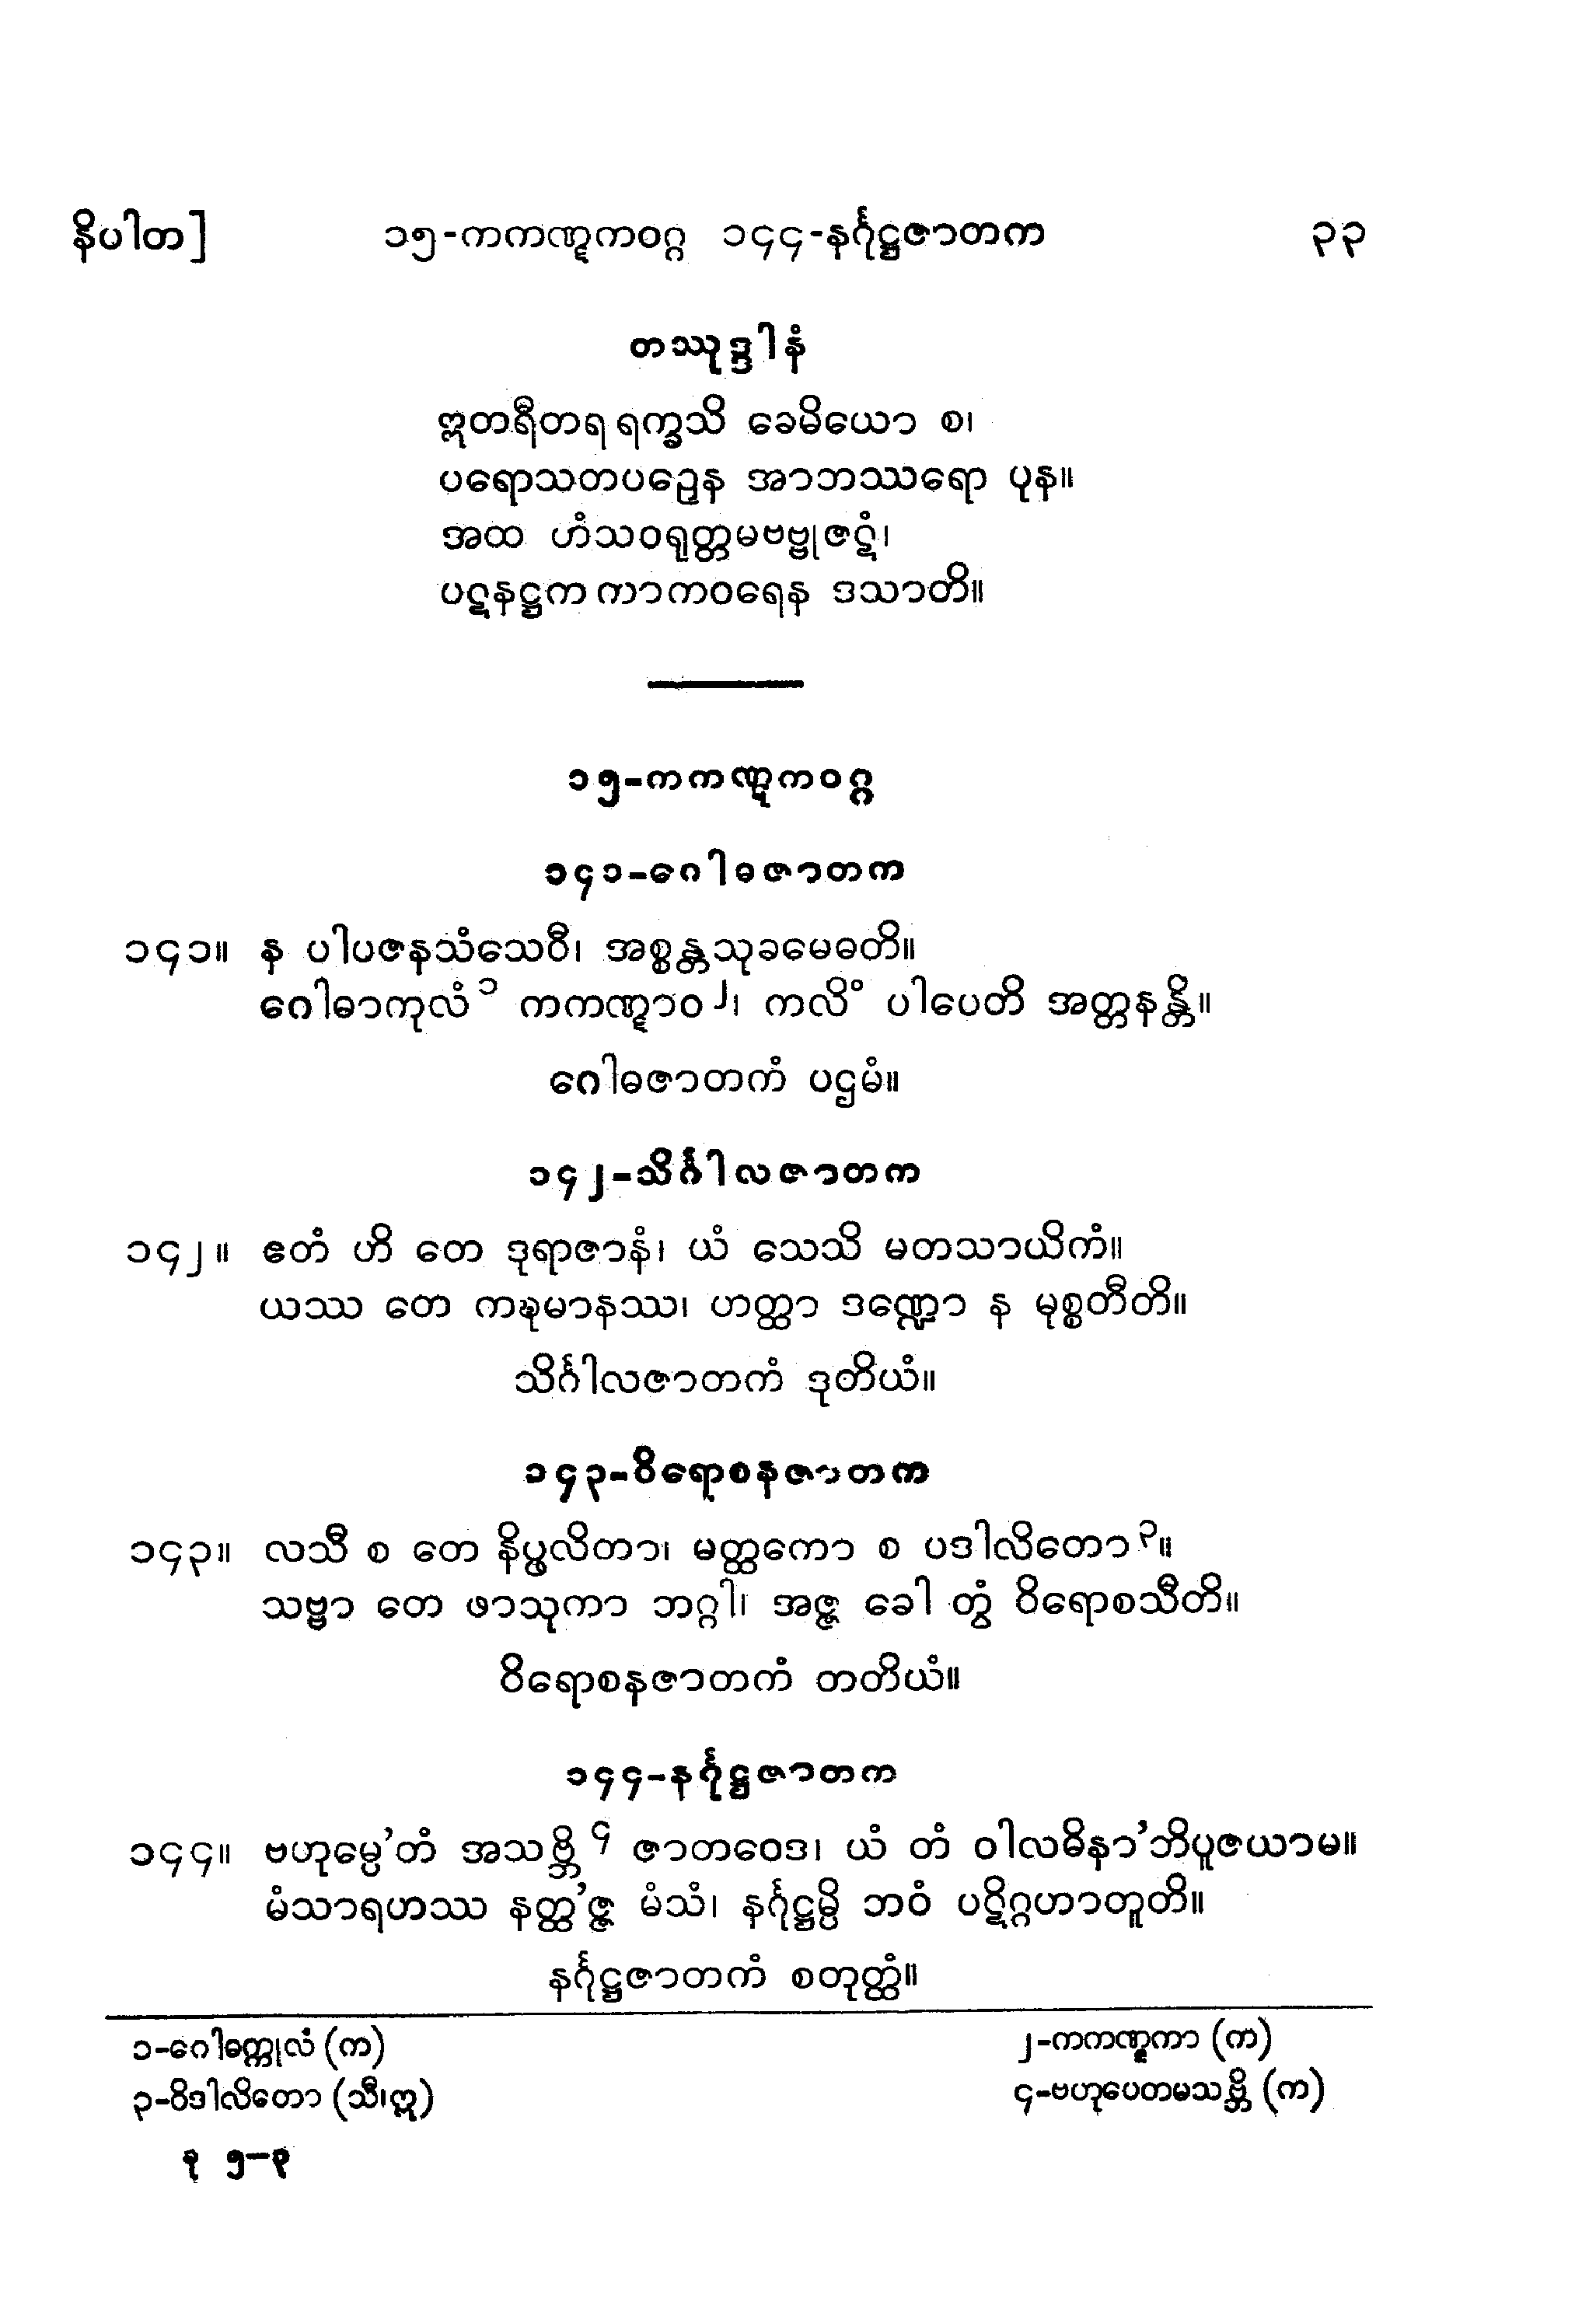 နိပါတ] ၁၅-ကကဏ္ဋကဝဂ္ဂ ၁၄၄-နင်္ဂုဋ္ဌဇာတက ၃၃
တဿုဒ္ဒါနံ
ဣတရီတရ ရက္ခသိ ခေမိယော စ၊
ပရောသတပဉှေန အာဘဿရော ပုန။
အထ ဟံသဝရုတ္တမဗဗ္ဗုဇဋံ၊
ပဋနဋ္ဌက ကာကဝရေန ဒသာတိ။
၁၅-ကကဏ္ဋကဝဂ္ဂ
၁၄၁-ဂေါဓဇာတက
၁၄၁။ န ပါပဇနသံသေဝီ၊ အစ္စန္တသုခမေဓတိ။
ဂေါဓာကုလံ ၁ ကကဏ္ဋာဝ ၂၊ ကလိံ ပါပေတိ အတ္တနန္တိ။
ဂေါဓဇာတကံ ပဌမံ။
၁၄၂-သိင်္ဂါလဇာတက
၁၄၂။ ဧတံ ဟိ တေ ဒုရာဇာနံ၊ ယံ သေသိ မတသာယိကံ။
ယဿ တေ ကဍ္ဎမာနဿ၊ ဟတ္ထာ ဒဏ္ဍော န မုစ္စတီတိ။
သိင်္ဂါလဇာတကံ ဒုတိယံ။
၁၄၃-ဝိရောစနဇာတက
၁၄၃။ လသီ စ တေ နိပ္ဖလိတာ၊ မတ္ထကော စ ပဒါလိတော ၃။
သဗ္ဗာ တေ ဖာသုကာ ဘဂ္ဂါ၊ အဇ္ဇ ခေါ တွံ ဝိရောစသီတိ။
ဝိရောစနဇာတကံ တတိယံ။
၁၄၄-နင်္ဂုဋ္ဌဇာတက
၁၄၄။ ဗဟုမ္ပေ’တံ အသဗ္ဘိ ၄ ဇာတဝေဒ၊ ယံ တံ ဝါလဓိနာ’ဘိပူဇယာမ။
မံသာရဟဿ နတ္ထ’ဇ္ဇ မံသံ၊ နင်္ဂုဋ္ဌမ္ပိ ဘဝံ ပဋိဂ္ဂဟာတူတိ။
နင်္ဂုဋ္ဌဇာတကံ စတုတ္ထံ။
၁-ဂေါဓက္ကုလံ (က) ၂-ကကဏ္ဋကာ (က)
၃-ဝိဒါလိတော (သီ၊ဣ) ၄-ဗဟုပေတမသဗ္ဘိ (က)
နု ၅–၃